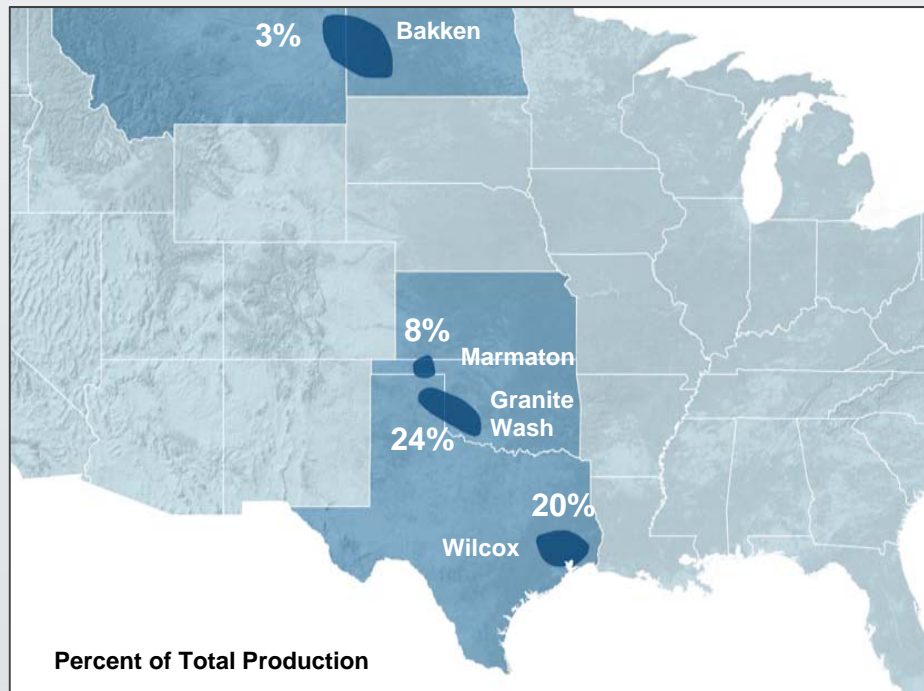 3%
Bakken
8%
Marmaton
Granite
Wash
24%
20%
Wilcox
Percent of Total Production